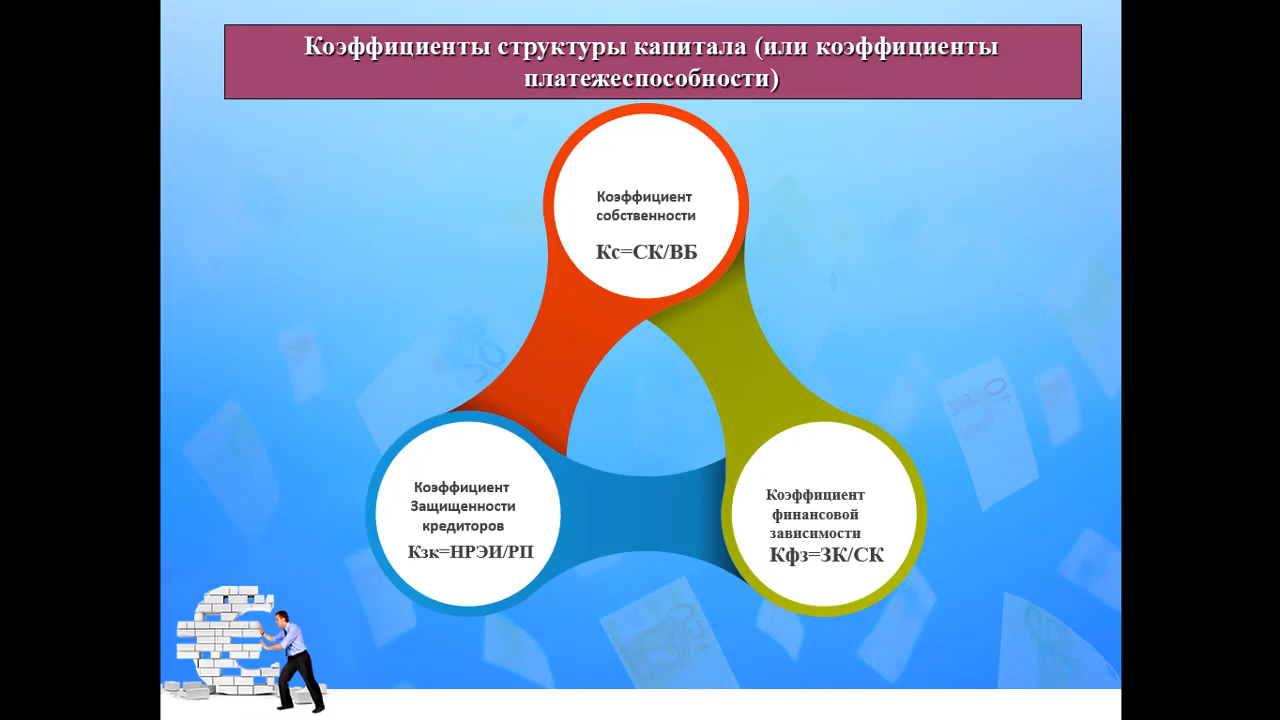 Коэффициенты структуры капитала (или коэффициенты
платежеспособности)
Коэффициент
собственности
Кс=СК/ВБ
Коэффициент
Защищенности
кредиторов
Кзк=НРЭИ/РП
Коэффициент
финансовой
зависимости
Кфз=ЗК/СК